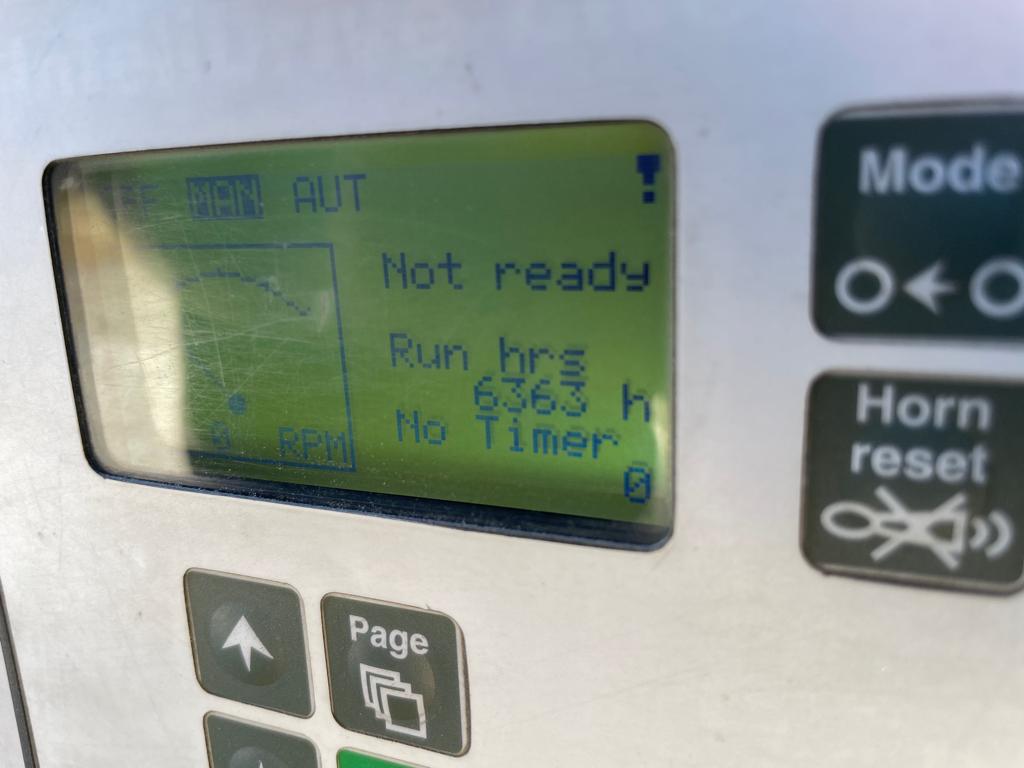 MAN AUT !
Not ready
Run hrs
6363 h
No Timer
0
0 RPM
Mode
Horn
reset
Page